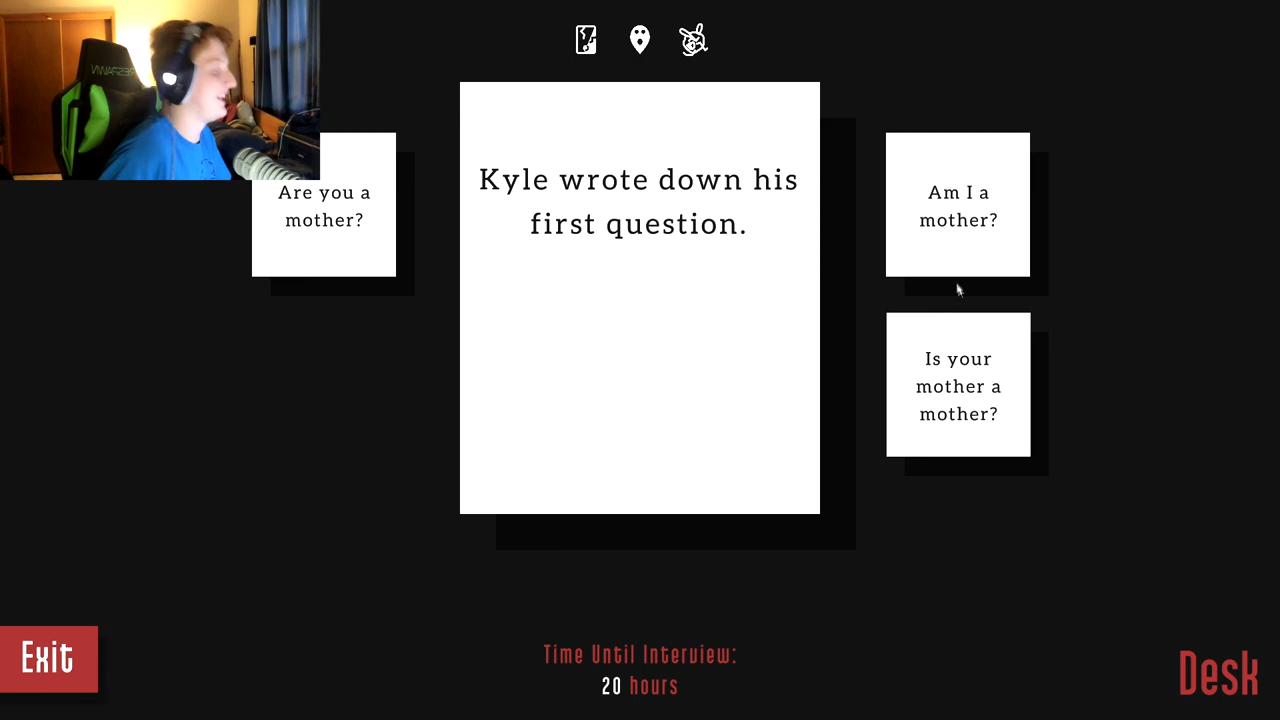 RESPAWN
Are you a
mother?
Kyle wrote down his
first question.
Am I a
mother?
Is your
mother a
mother?
Exit
Time Until Interview:
20 hours
Desk